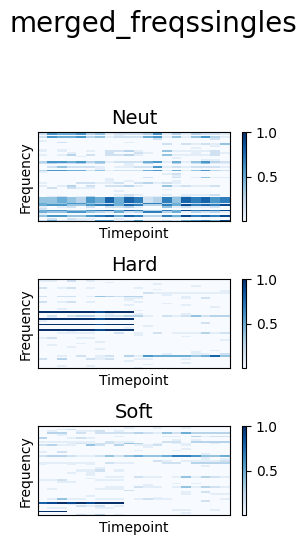 merged_freqssingles
Neut
Frequency
1.0
0.5
Timepoint
Hard
Frequency
1.0
0.5
Timepoint
Soft
Frequency
1.0
0.5
Timepoint